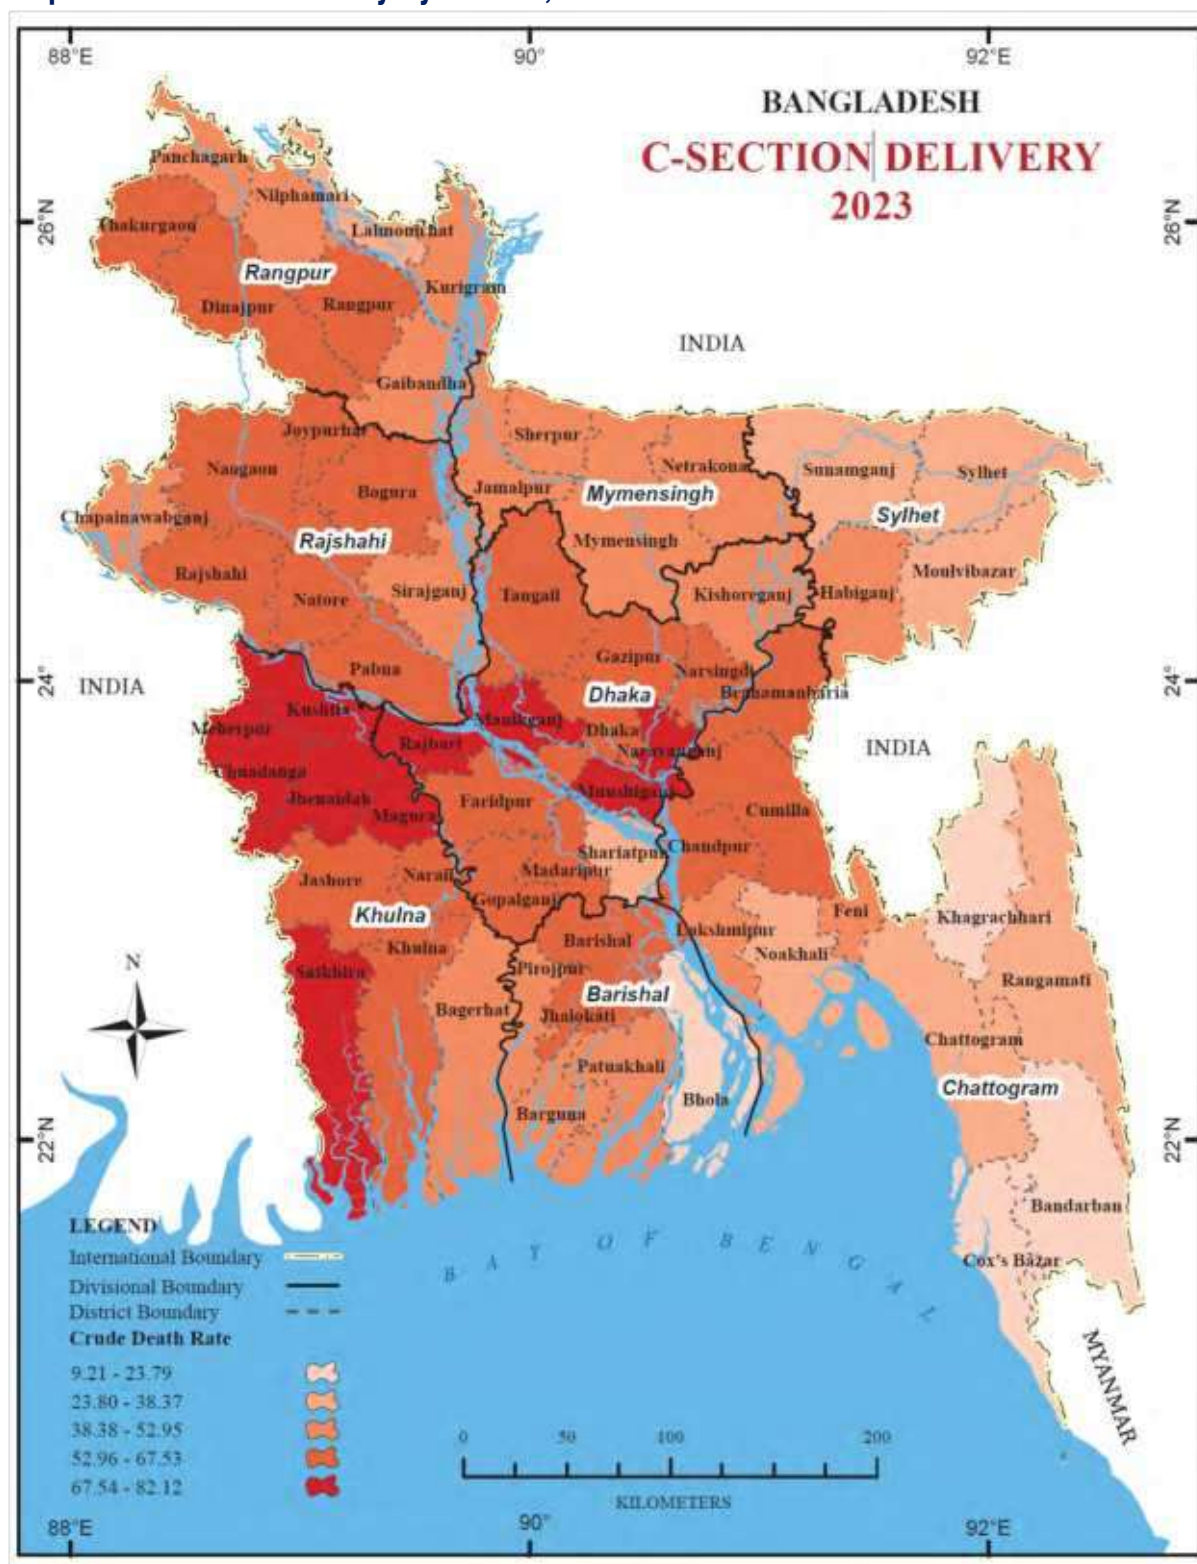 88°E 90° 92°E
BANGLADESH
C-SECTION DELIVERY
2023
26°N 26°N
Panchagarh
Nilphamari
Thakurgaon
Lalmonirhat
Rangpur
Kurigram
Dinajpur
Rangpur
INDIA
Gaibandha
Joypurhat
Sherpur
Naogaon
Netrakona
Sunamganj
Sylhet
Bogura
Jamalpur
Mymensingh
Chapainawabganj
Sylhet
Rajshahi
Mymensingh
Rajshahi
Moulvibazar
Sirajganj
Tangail
Kishoreganj
Habiganj
Natore
Gazipur
Pabna
Narsingdi
24°N
INDIA
24°N
Dhaka
Brahamanbaria
Kushtia
Manikganj
Meherpur
Dhaka
Rajbari
Narayanganj
INDIA
Chuadanga
Jhenaidah
Munshiganj
Faridpur
Magura
Cumilla
Shariatpur
Chandpur
Madaripur
Jashore
Narail
Gopalganj
Khulna
Feni
Khagrachhari
Lakshmipur
Barishal
Khulna
Noakhali
N
Satkhira
Pirojpur
Rangamati
Barishal
Bagerhat
Jhalokati
Chattogram
Patuakhali
Chattogram
Bhola
Barguna
22°N 22°N
Bandarban
LEGEND
International Boundary
BAY OF BENGAL
Cox's Bazar
Divisional Boundary
District Boundary
Crude Death Rate
MYANMAR
9.21 - 23.79
23.80 - 38.37
38.38 - 52.95
52.96 - 67.53
67.54 - 82.12
0 50 100 200
KILOMETERS
88°E 90° 92°E